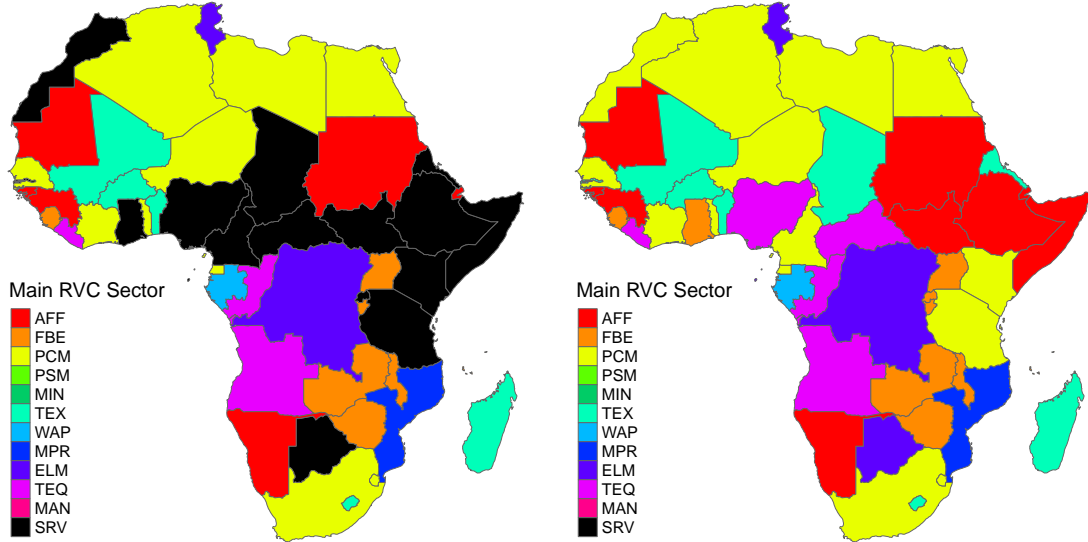 Main RVC Sector
AFF
FBE
PCM
PSM
MIN
TEX
WAP
MPR
ELM
TEQ
MAN
SRV
Main RVC Sector
AFF
FBE
PCM
PSM
MIN
TEX
WAP
MPR
ELM
TEQ
MAN
SRV